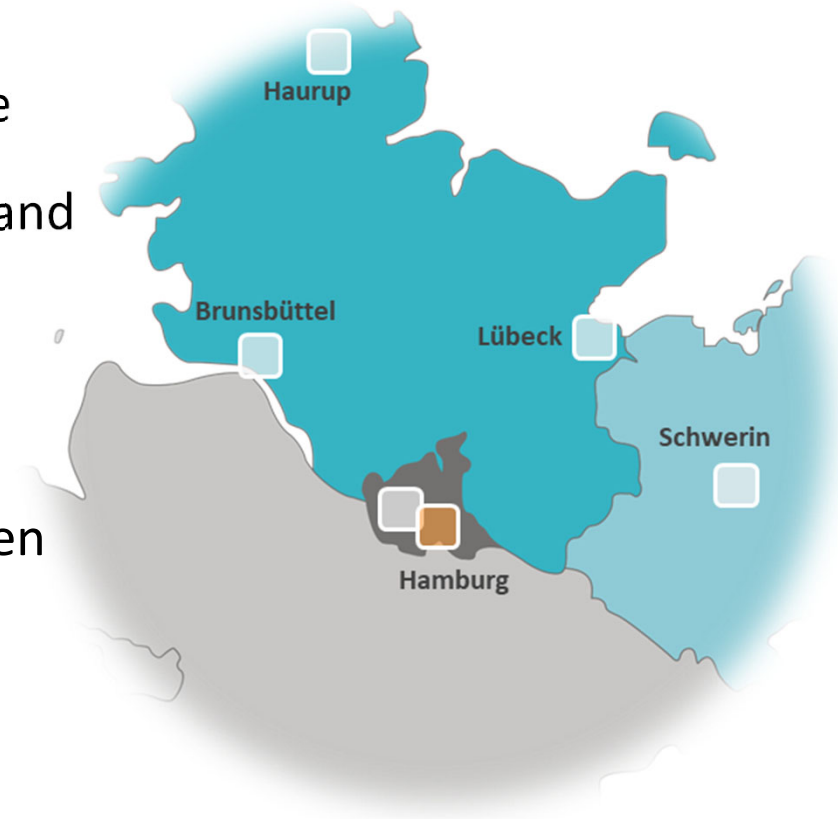 Haurup
e
and
Brunsbüttel
Lübeck
Schwerin
en
Hamburg